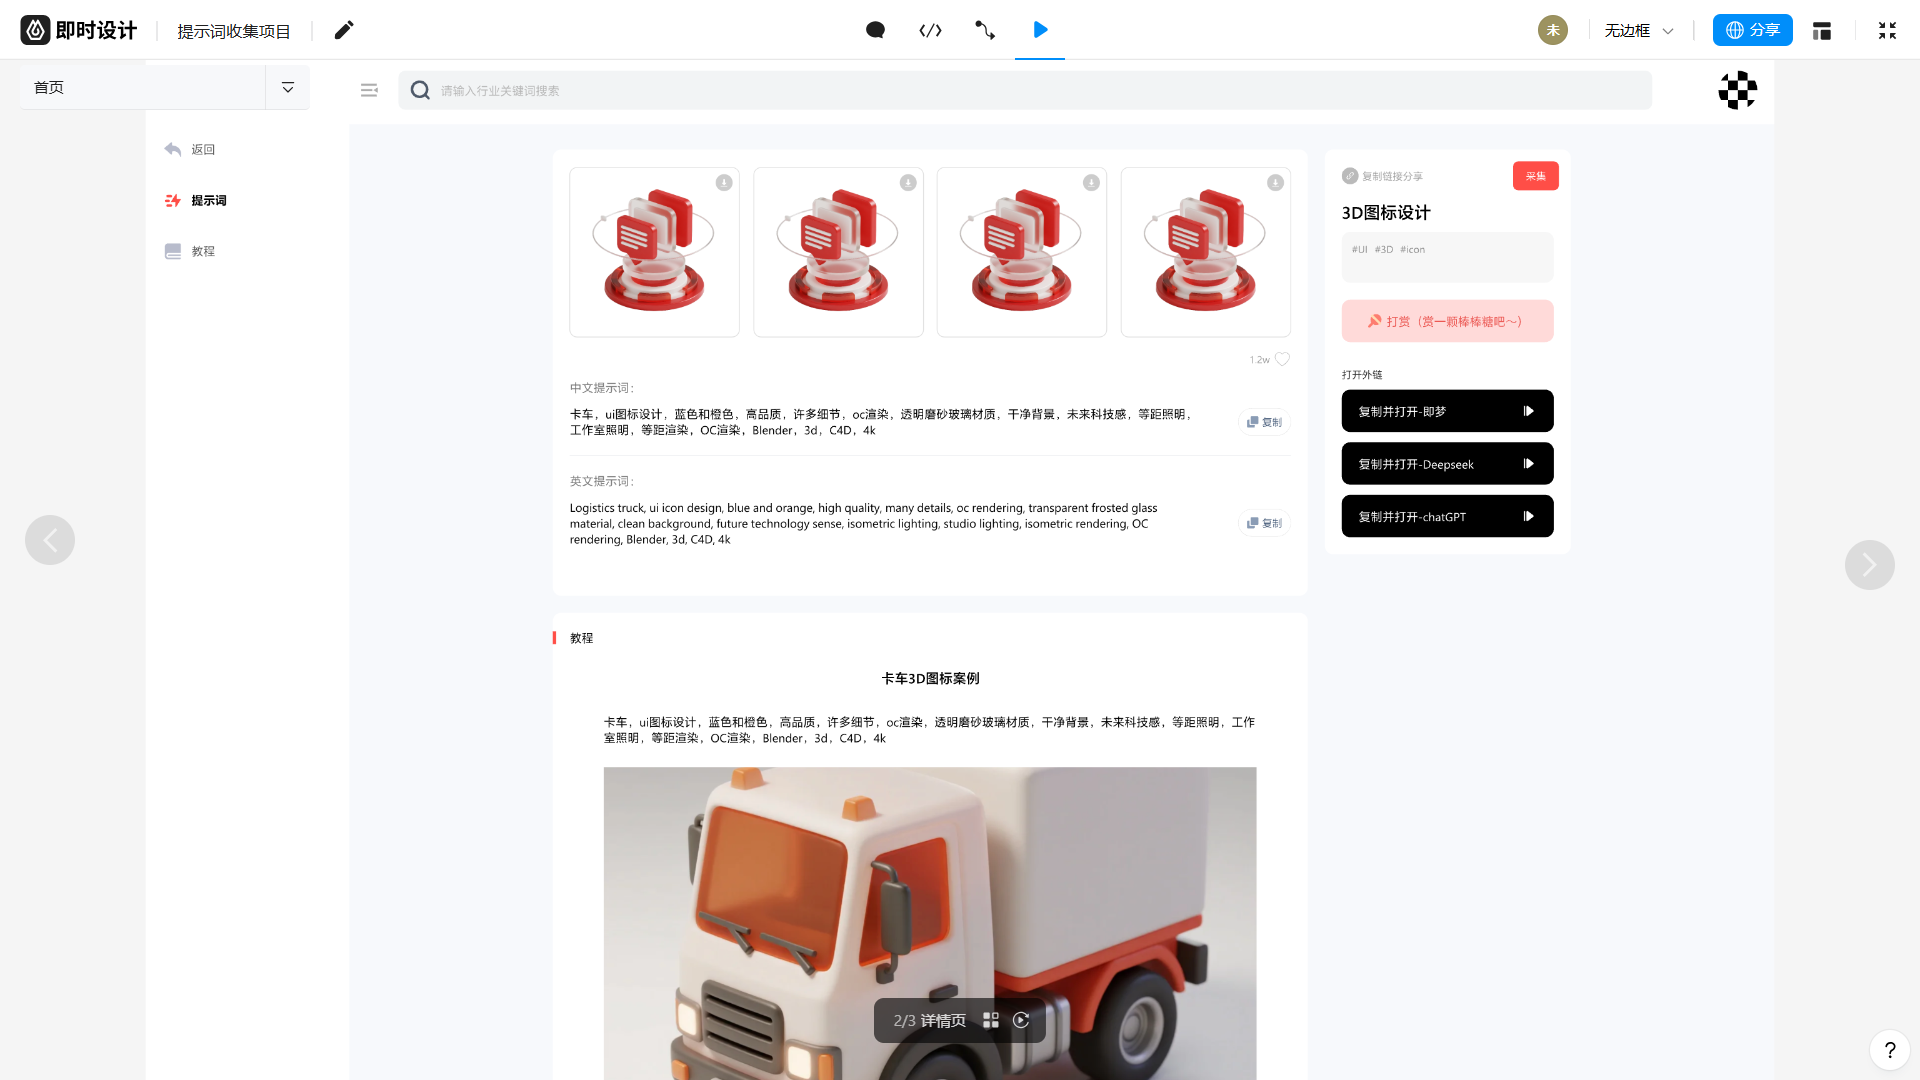 即时设计
提示词收集项目
无边框
未
分享
首页
请输入行业关键词搜索
返回
提示词
教程
复制链接分享
采集
3D图标设计
#UI #3D #icon
打赏（赏一颗棒棒糖吧～）
打开外链
复制并打开-即梦
复制并打开-Deepseek
复制并打开-chatGPT
1.2w
中文提示词：
卡车，ui图标设计，蓝色和橙色，高品质，许多细节，oc渲染，透明磨砂玻璃材质，干净背景，未来科技感，等距照明，
工作室照明，等距渲染，OC渲染，Blender，3d，C4D，4k
复制
英文提示词：
Logistics truck, ui icon design, blue and orange, high quality, many details, oc rendering, transparent frosted glass
material, clean background, future technology sense, isometric lighting, studio lighting, isometric rendering, OC
rendering, Blender, 3d, C4D, 4k
复制
教程
卡车3D图标案例
卡车，ui图标设计，蓝色和橙色，高品质，许多细节，oc渲染，透明磨砂玻璃材质，干净背景，未来科技感，等距照明，工作
室照明，等距渲染，OC渲染，Blender，3d，C4D，4k
2/3 详情页
?